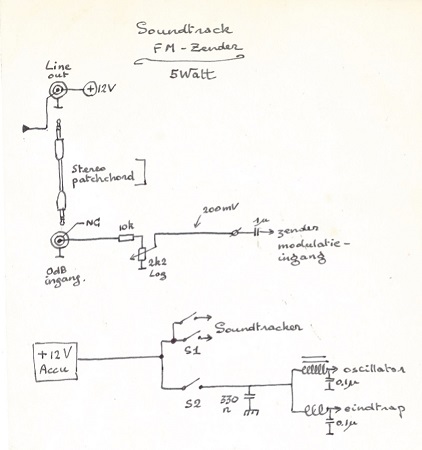 Soundtrack
FM-Zender
5Watt
Line
out
+12V
Stereo
patchchord
NC
0dB
ingang.
10k
2k2
Log
200mV
1µ
zender
modulatie-
ingang
+12V
Accu
S1
Soundtracker
S2
330
n
oscillator
0,1µ
eindtrap
0,1µ